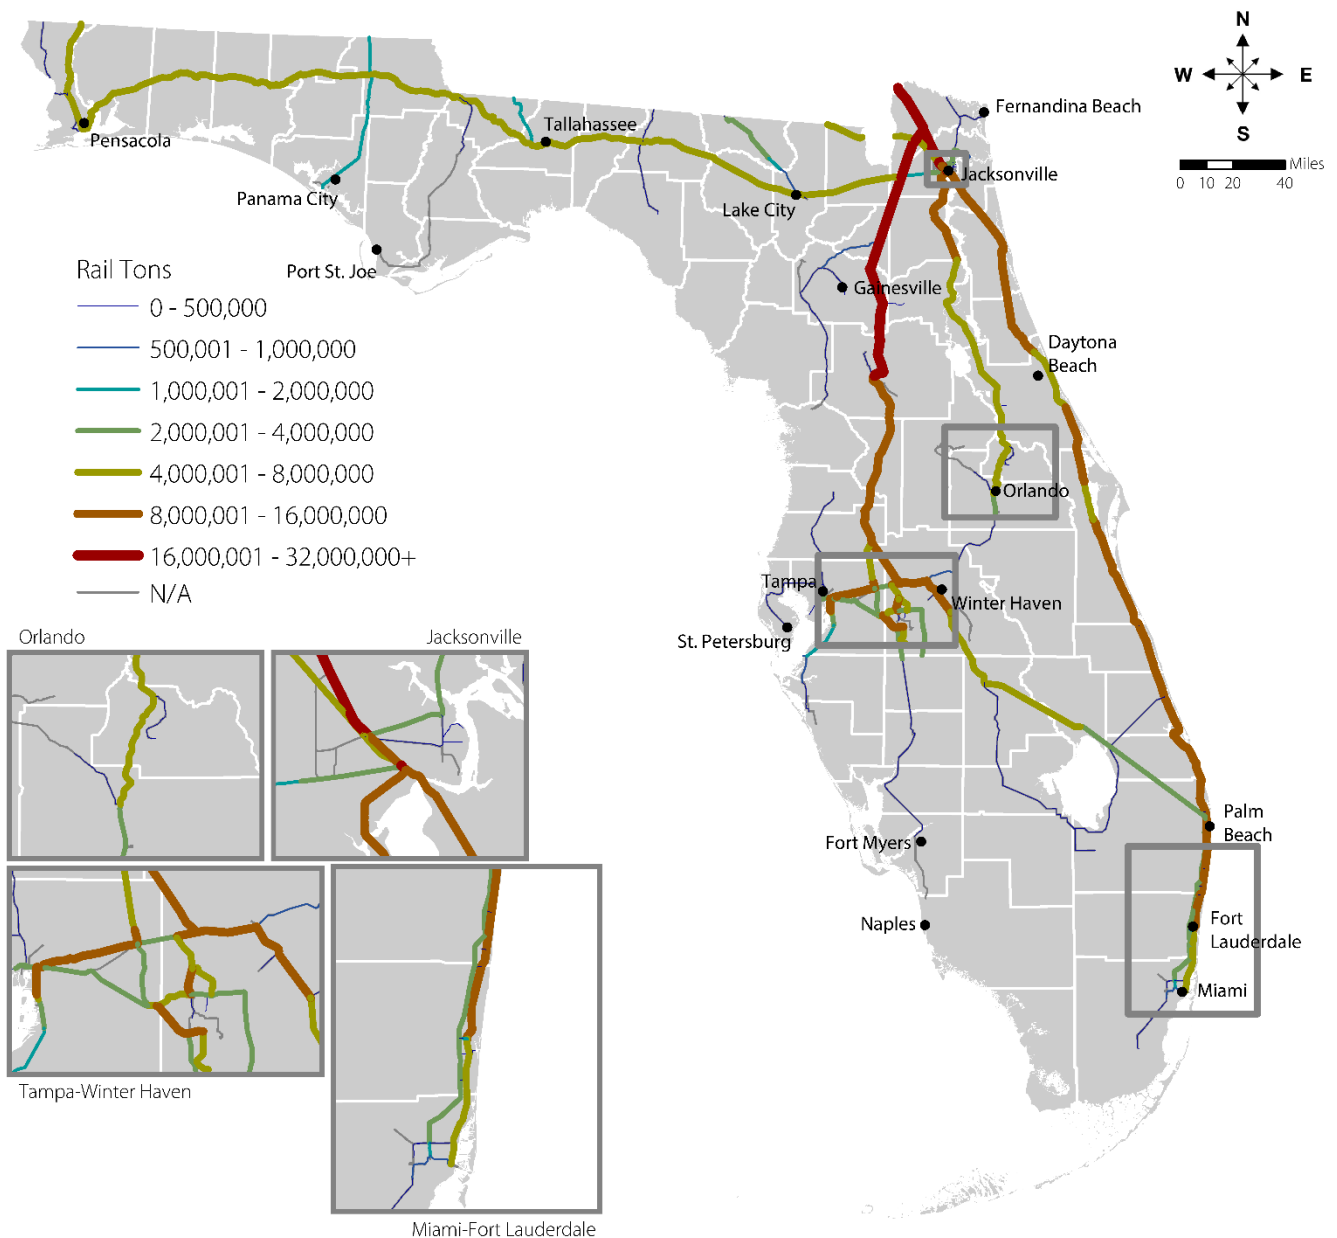 N
W E
S
Miles
0 10 20 40
Fernandina Beach
Pensacola
Tallahassee
Jacksonville
Panama City
Lake City
Port St. Joe
Gainesville
Rail Tons
0 - 500,000
500,001 - 1,000,000
1,000,001 - 2,000,000
2,000,001 - 4,000,000
4,000,001 - 8,000,000
8,000,001 - 16,000,000
16,000,001 - 32,000,000+
N/A
Daytona
Beach
Orlando
Tampa
Winter Haven
St. Petersburg
Palm
Beach
Fort Myers
Naples
Fort
Lauderdale
Miami
Orlando
Jacksonville
Tampa-Winter Haven
Miami-Fort Lauderdale